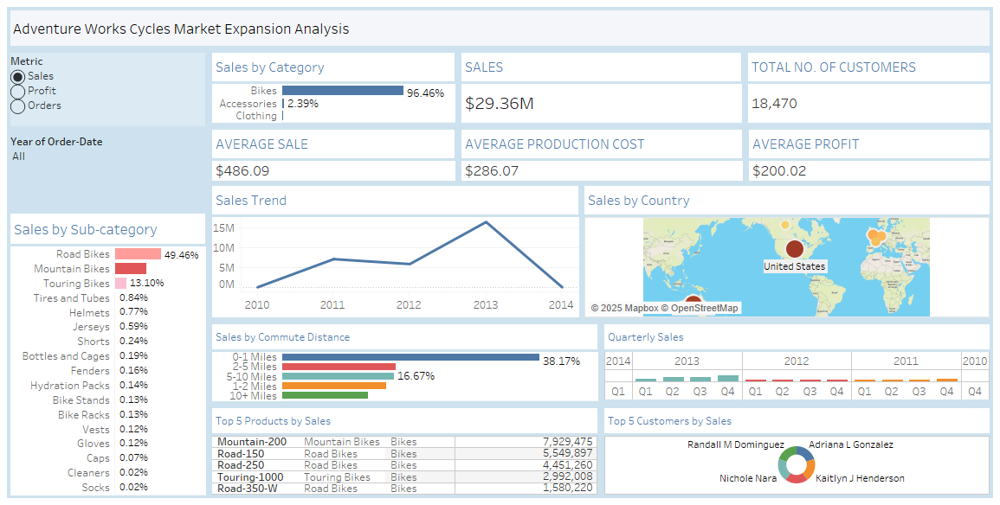 Adventure Works Cycles Market Expansion Analysis
Metric
Sales
Profit
Orders
Year of Order-Date
All
Sales by Category
Bikes 96.46%
Accessories 2.39%
Clothing
SALES
$29.36M
TOTAL NO. OF CUSTOMERS
18,470
AVERAGE SALE
$486.09
AVERAGE PRODUCTION COST
$286.07
AVERAGE PROFIT
$200.02
Sales by Sub-category
Road Bikes 49.46%
Mountain Bikes
Touring Bikes 13.10%
Tires and Tubes 0.84%
Helmets 0.77%
Jerseys 0.59%
Shorts 0.24%
Bottles and Cages 0.19%
Fenders 0.16%
Hydration Packs 0.14%
Bike Stands 0.13%
Bike Racks 0.13%
Vests 0.12%
Gloves 0.12%
Caps 0.07%
Cleaners 0.02%
Socks 0.02%
Sales Trend
15M
10M
5M
0M
2010 2011 2012 2013 2014
Sales by Country
United States
© 2025 Mapbox © OpenStreetMap
Sales by Commute Distance
0-1 Miles 38.17%
2-5 Miles
5-10 Miles 16.67%
1-2 Miles
10+ Miles
Quarterly Sales
2014 2013 2012 2011 2010
Q1 Q1 Q2 Q3 Q4 Q1 Q2 Q3 Q4 Q1 Q2 Q3 Q4 Q4
Top 5 Products by Sales
Mountain-200 Mountain Bikes Bikes 7,929,475
Road-150 Road Bikes Bikes 5,549,897
Road-250 Road Bikes Bikes 4,451,260
Touring-1000 Touring Bikes Bikes 2,992,008
Road-350-W Road Bikes Bikes 1,580,220
Top 5 Customers by Sales
Randall M Dominguez Adriana L Gonzalez
Nichole Nara Kaitlyn J Henderson